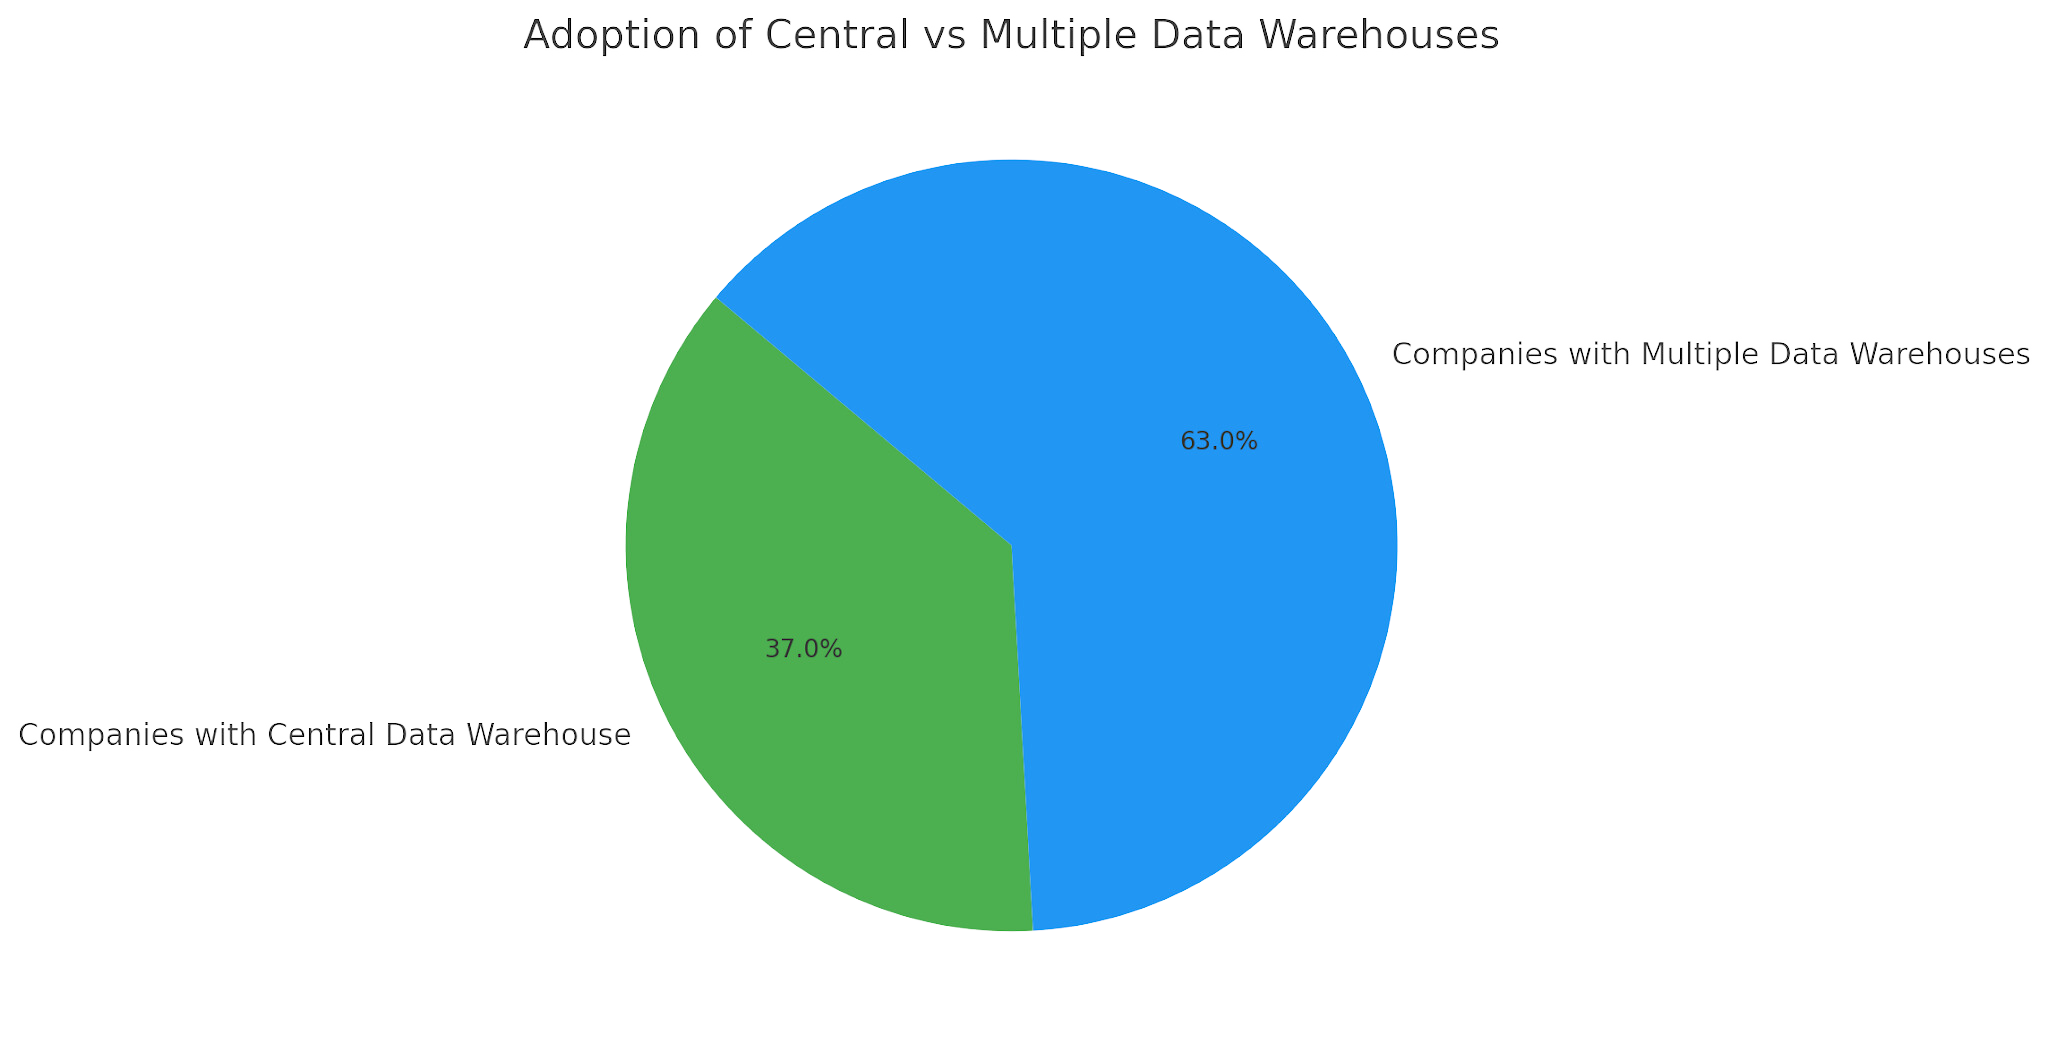 Adoption of Central vs Multiple Data Warehouses
Companies with Multiple Data Warehouses
63.0%
37.0%
Companies with Central Data Warehouse